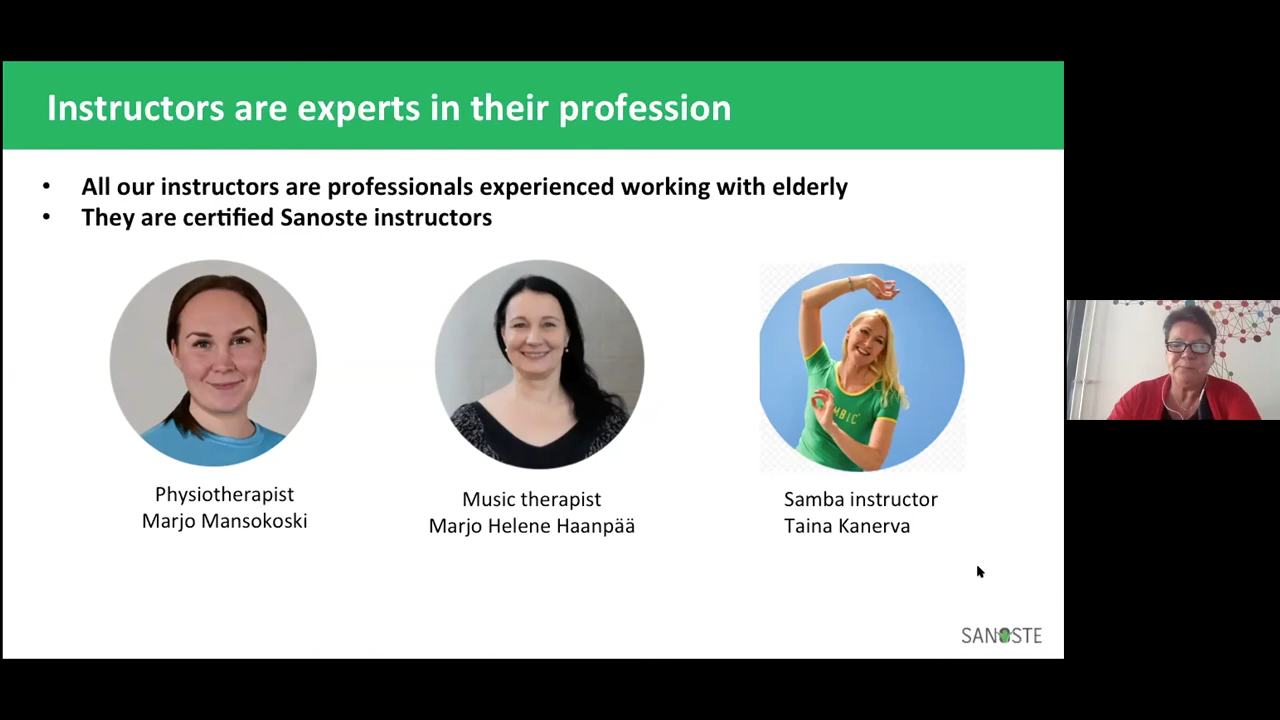 Instructors are experts in their profession
• All our instructors are professionals experienced working with elderly
• They are certified Sanoste instructors
Physiotherapist
Marjo Mansokoski
Music therapist
Marjo Helene Haanpää
Samba instructor
Taina Kanerva
SANOSTE